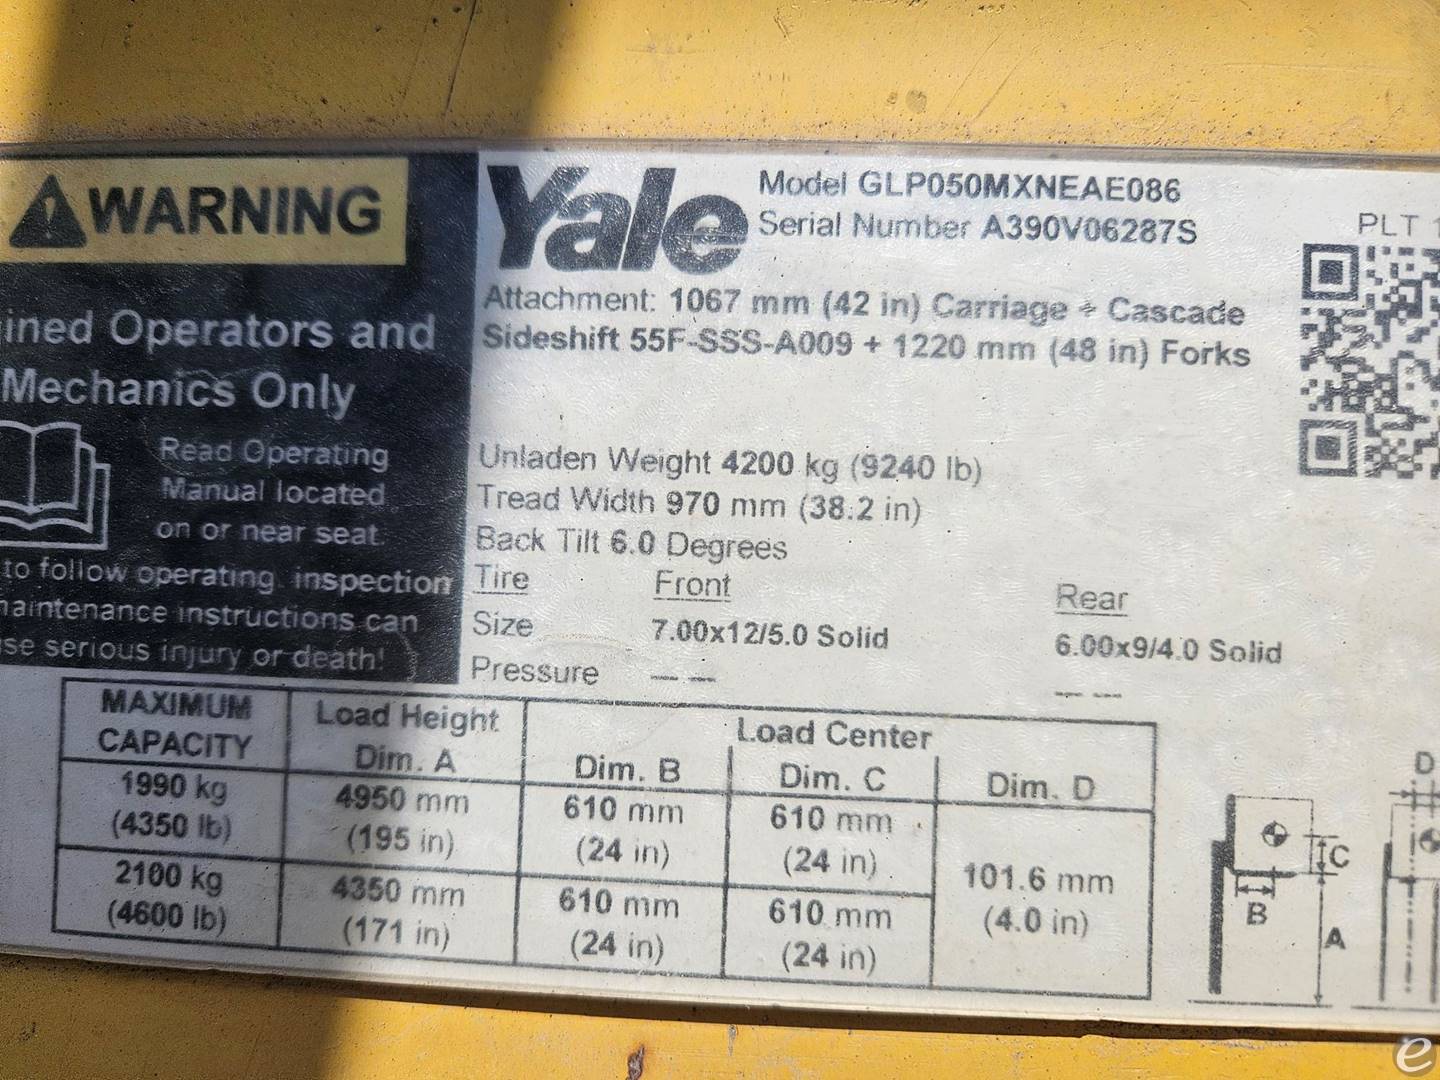 WARNING
ined Operators and
Mechanics Only
Read Operating
Manual located
on or near seat.
to follow operating, inspection
aintenance instructions can
se serious injury or death!
Yale
Model GLP050MXNEAE086
Serial Number A390V06287S
PLT 1
Attachment: 1067 mm (42 in) Carriage + Cascade
Sideshift 55F-SSS-A009 + 1220 mm (48 in) Forks
Unladen Weight 4200 kg (9240 lb)
Tread Width 970 mm (38.2 in)
Back Tilt 6.0 Degrees
Tire Front Rear
Size 7.00x12/5.0 Solid 6.00x9/4.0 Solid
Pressure -- -- -- --
MAXIMUM CAPACITY Load Height Dim. A Load Center
Dim. B Dim. C Dim. D
1990 kg 4950 mm 610 mm 610 mm
(4350 lb) (195 in) (24 in) (24 in)
101.6 mm
(4.0 in)
2100 kg 4350 mm 610 mm 610 mm
(4600 lb) (171 in) (24 in) (24 in)
D
C
B
A
e